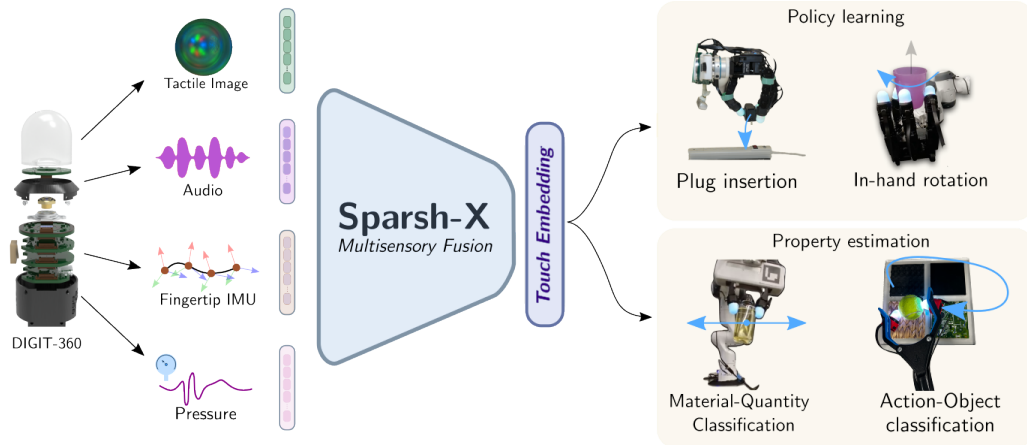 Tactile Image
Audio
Fingertip IMU
DIGIT-360
Pressure
Sparsh-X
Multisensory Fusion
Touch Embedding
Policy learning
Plug insertion
In-hand rotation
Property estimation
Material-Quantity
Classification
Action-Object
classification